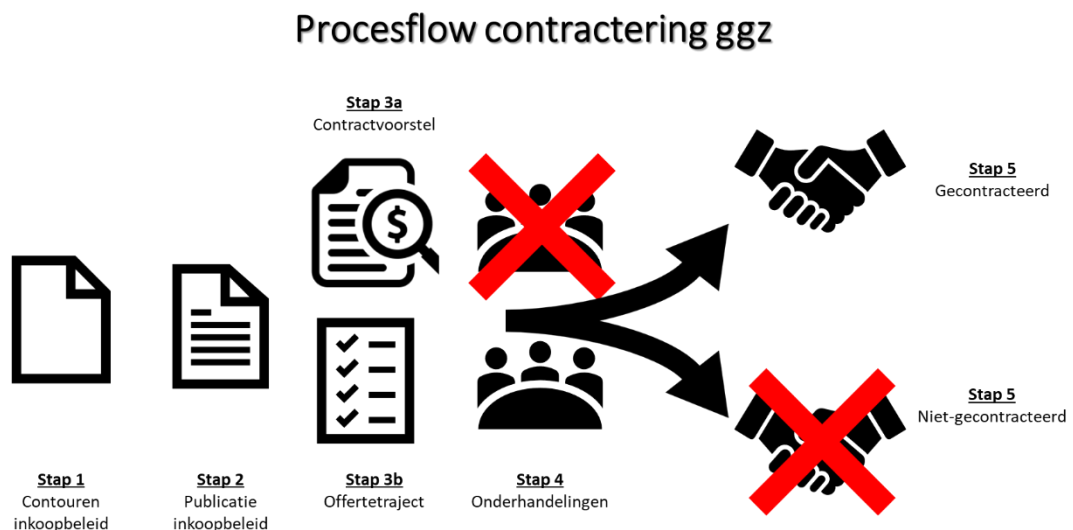 Procesflow contractering ggz
Stap 3a
Contractvoorstel
$
Stap 5
Gecontracteerd
Stap 5
Niet-gecontracteerd
Stap 1
Contouren
inkoopbeleid
Stap 2
Publicatie
inkoopbeleid
Stap 3b
Offertetraject
Stap 4
Onderhandelingen